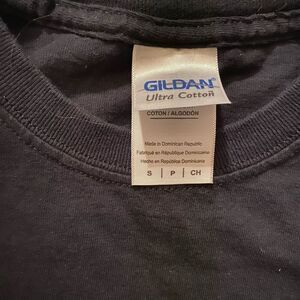 GILDAN
Ultra Cotton
COTON / ALGODÓN
Made in Dominican Republic
Fabriqué en République Dominicaine
Hecho en República Dominicana
S | P | CH